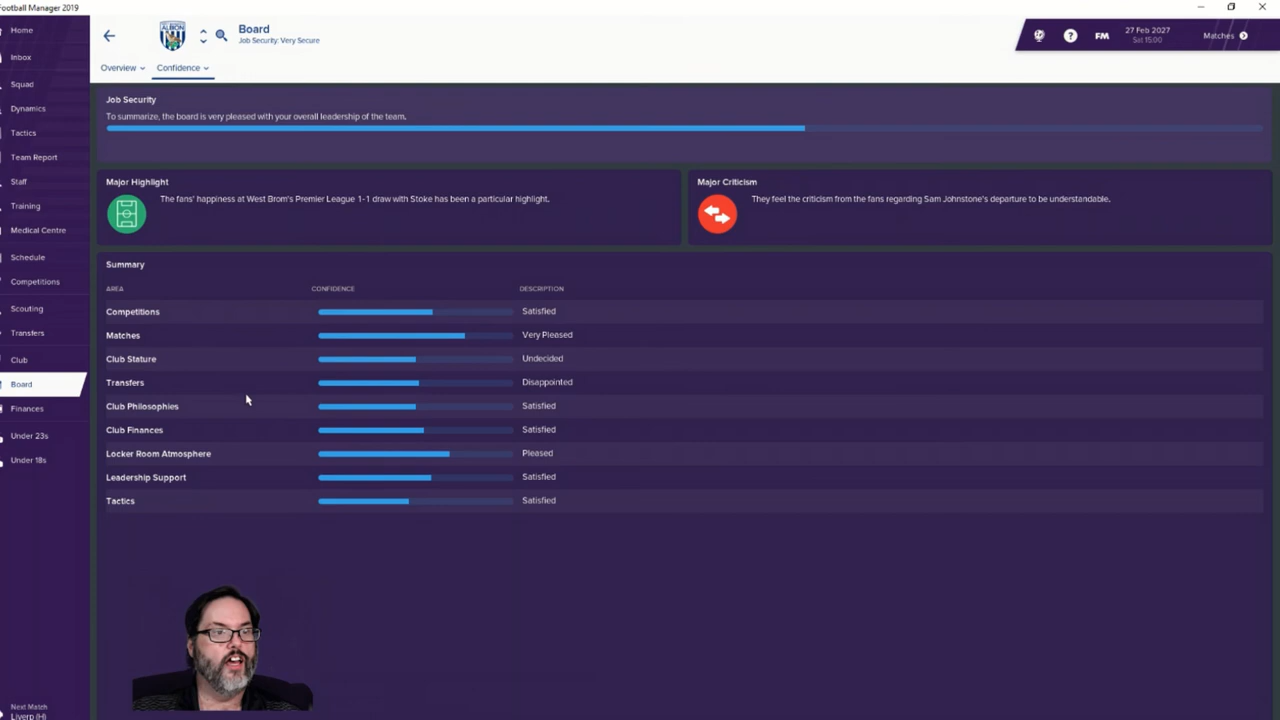 Football Manager 2019
Home
Inbox
Squad
Dynamics
Tactics
Team Report
Staff
Training
Medical Centre
Schedule
Competitions
Scouting
Transfers
Club
Board
Finances
Under 23s
Under 18s
Next Match
Liverp (H)
ALBION
Board
Job Security: Very Secure
?
FM
27 Feb 2027
Sat 15:00
Matches
Overview
Confidence
Job Security
To summarize, the board is very pleased with your overall leadership of the team.
Major Highlight
The fans' happiness at West Brom's Premier League 1-1 draw with Stoke has been a particular highlight.
Major Criticism
They feel the criticism from the fans regarding Sam Johnstone's departure to be understandable.
Summary
AREA CONFIDENCE DESCRIPTION
Competitions Satisfied
Matches Very Pleased
Club Stature Undecided
Transfers Disappointed
Club Philosophies Satisfied
Club Finances Satisfied
Locker Room Atmosphere Pleased
Leadership Support Satisfied
Tactics Satisfied